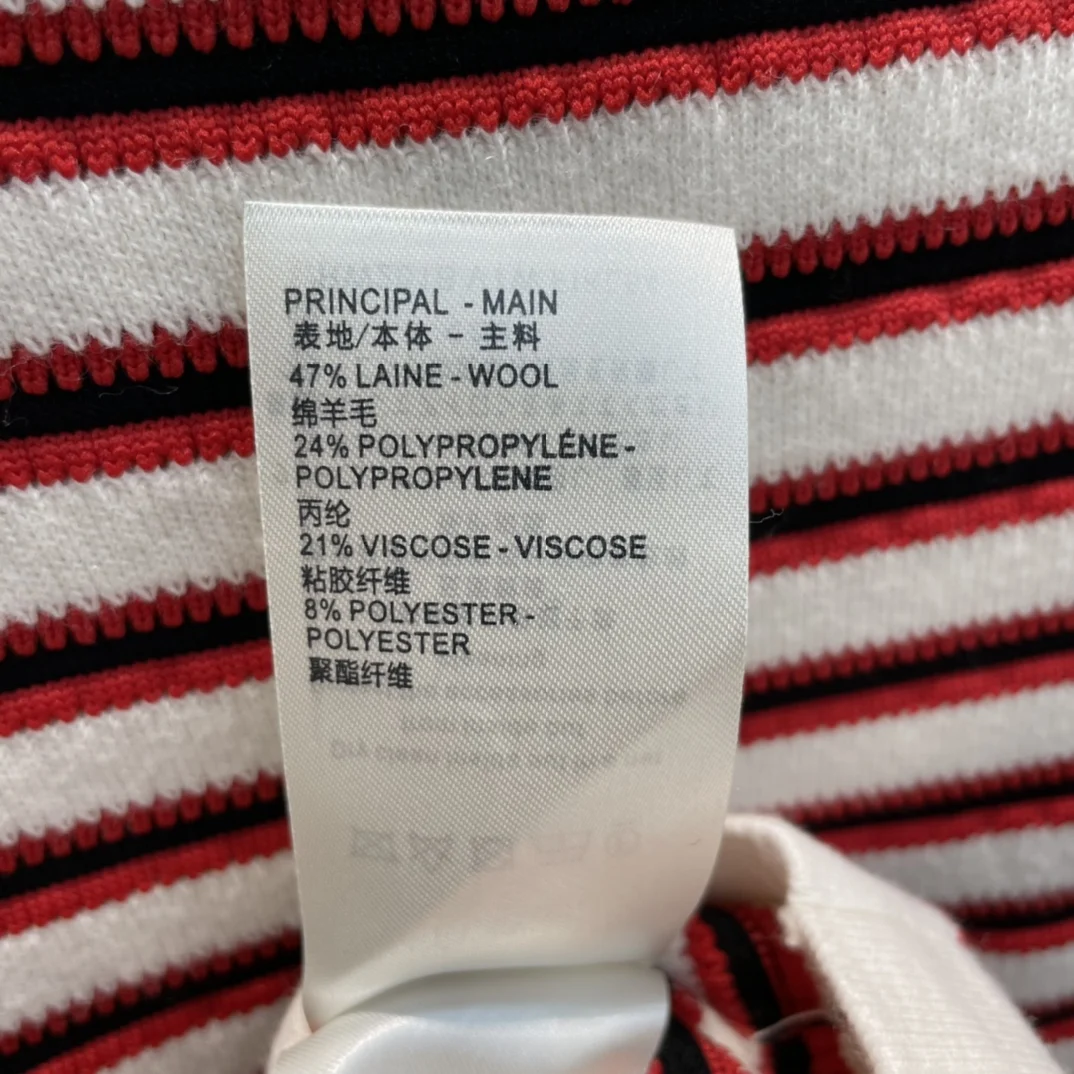 PRINCIPAL - MAIN
表地/本体 - 主料
47% LAINE - WOOL
绵羊毛
24% POLYPROPYLÉNE -
POLYPROPYLENE
丙纶
21% VISCOSE - VISCOSE
粘胶纤维
8% POLYESTER -
POLYESTER
聚酯纤维